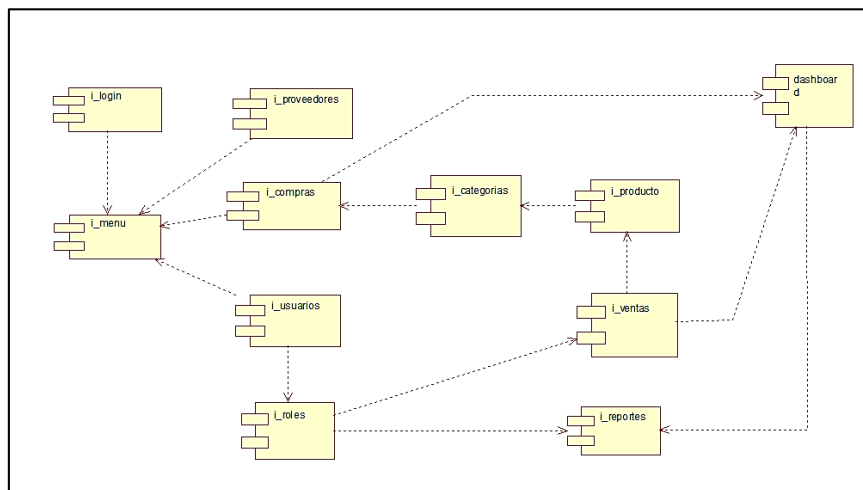 i_login
i_proveedores
dashboar
d
i_compras
i_categorias
i_producto
i_menu
i_usuarios
i_ventas
i_roles
i_reportes